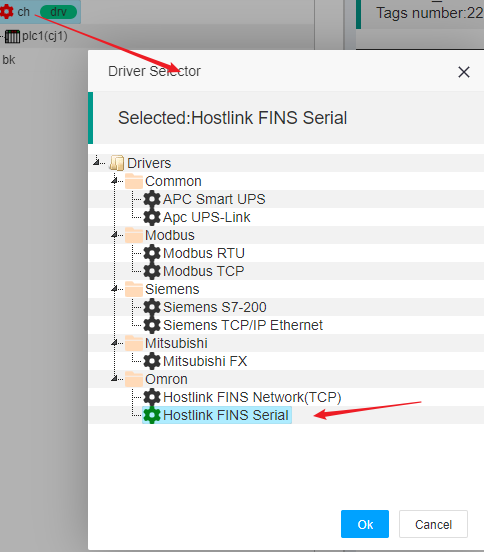 ch drv
Tags number:22
plc1(cj1)
bk
Driver Selector
Selected:Hostlink FINS Serial
Drivers
Common
APC Smart UPS
Apc UPS-Link
Modbus
Modbus RTU
Modbus TCP
Siemens
Siemens S7-200
Siemens TCP/IP Ethernet
Mitsubishi
Mitsubishi FX
Omron
Hostlink FINS Network(TCP)
Hostlink FINS Serial
Ok Cancel